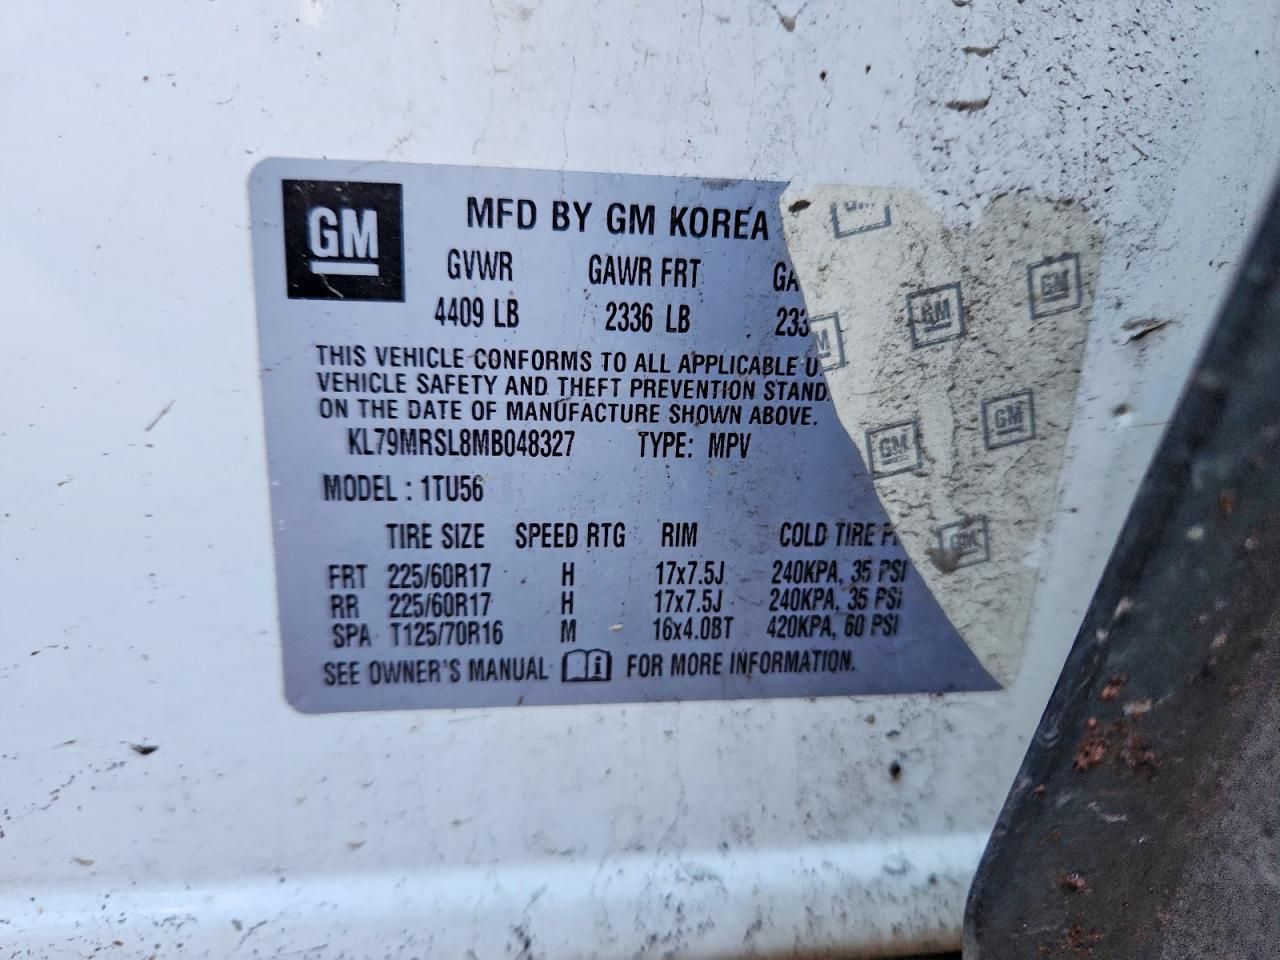 GM
MFD BY GM KOREA
GVWR GAWR FRT GA
4409 LB 2336 LB 233
THIS VEHICLE CONFORMS TO ALL APPLICABLE U.
VEHICLE SAFETY AND THEFT PREVENTION STAND
ON THE DATE OF MANUFACTURE SHOWN ABOVE.
KL79MRSL8MB048327 TYPE: MPV
MODEL : 1TU56
TIRE SIZE SPEED RTG RIM COLD TIRE P
FRT 225/60R17 H 17x7.5J 240KPA, 35 PSI
RR 225/60R17 H 17x7.5J 240KPA, 35 PSI
SPA T125/70R16 M 16x4.0BT 420KPA, 60 PSI
SEE OWNER'S MANUAL i FOR MORE INFORMATION.
GM
GM
GM
GM
GM
GM
GM